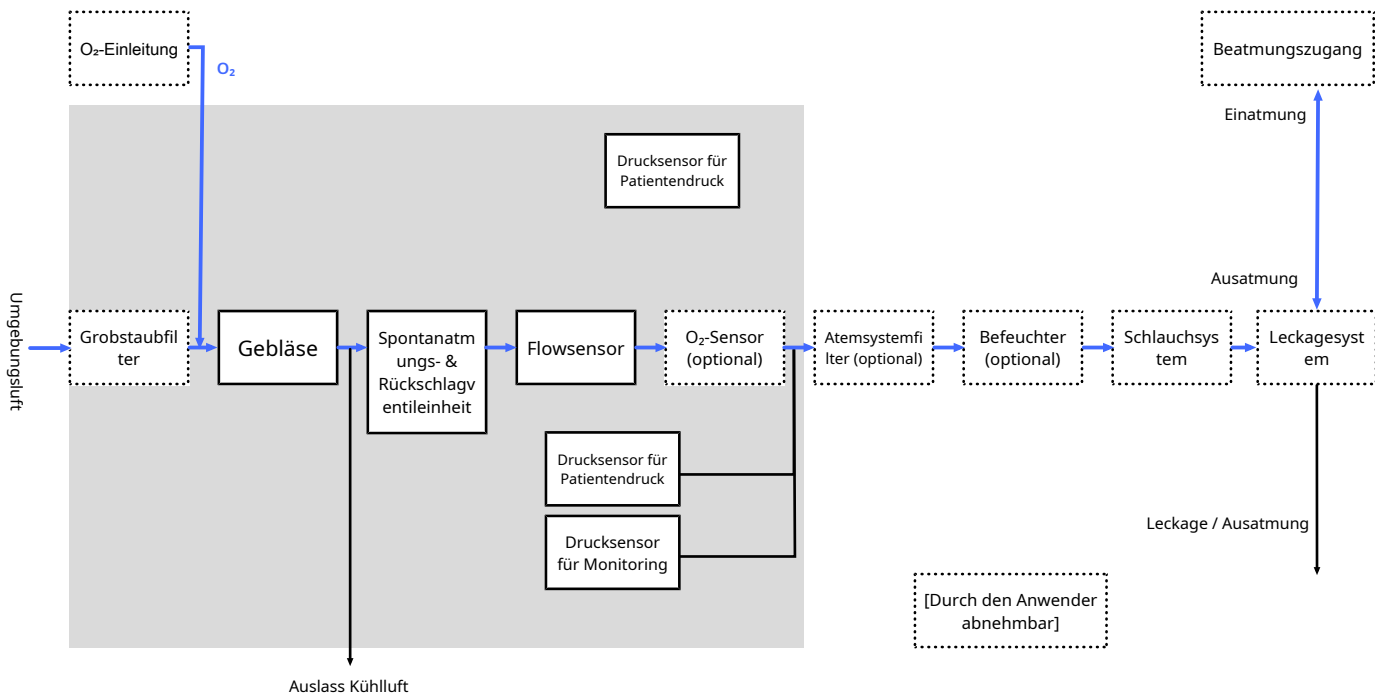 O₂-Einleitung
O₂
Beatmungszugang
Einatmung
Drucksensor für
Patientendruck
Ausatmung
Umgebungsluft
Grobstaubfil
ter
Gebläse
Spontanatm
ungs- &
Rückschlagv
entileinheit
Flowsensor
O₂-Sensor
(optional)
Atemsystemfi
lter (optional)
Befeuchter
(optional)
Schlauchsys
tem
Leckagesyst
em
Drucksensor für
Patientendruck
Drucksensor
für Monitoring
Leckage / Ausatmung
[Durch den Anwender
abnehmbar]
Auslass Kühlluft